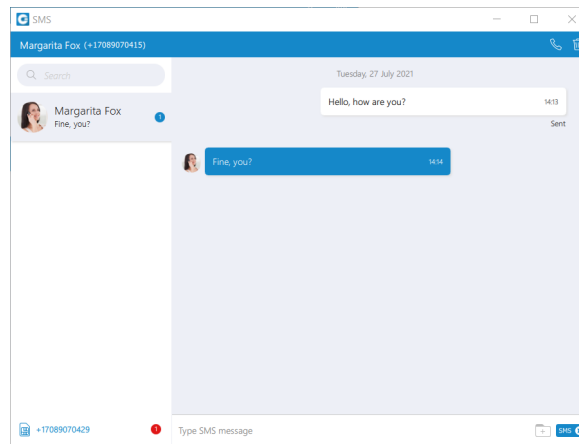 SMS
Margarita Fox (+17089070415)
Search
Margarita Fox
Fine, you?
1
Tuesday, 27 July 2021
Hello, how are you?
14:13
Sent
Fine, you?
14:14
+17089070429
1
Type SMS message
SMS